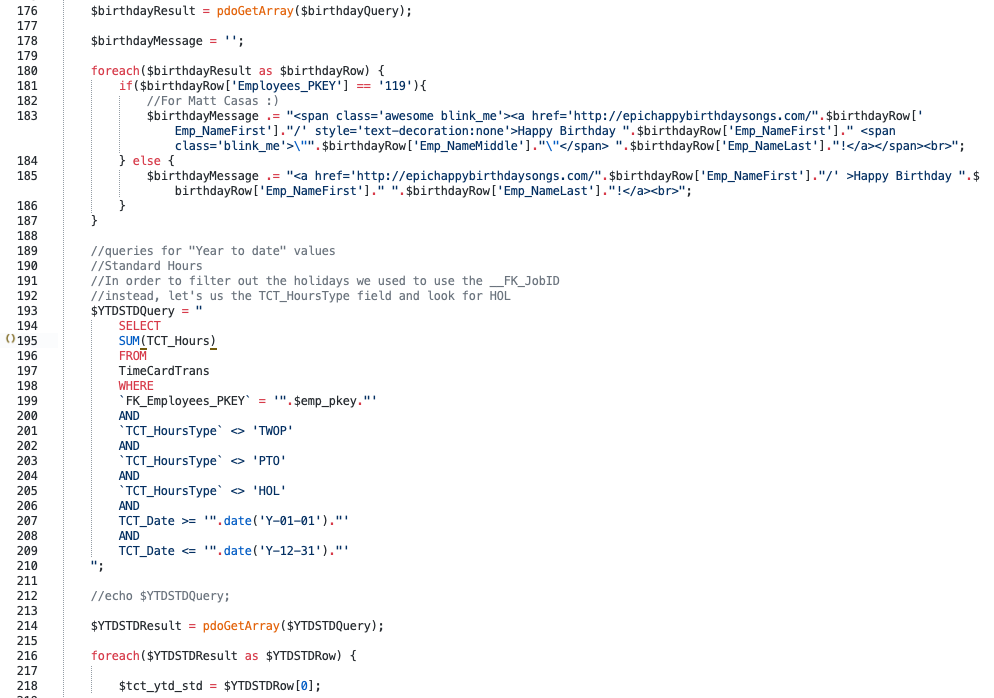 176 $birthdayResult = pdoGetArray($birthdayQuery);
177
178 $birthdayMessage = '';
179
180 foreach($birthdayResult as $birthdayRow) {
181 if($birthdayRow['Employees_PKEY'] == '119'){
182 //For Matt Casas :)
183 $birthdayMessage .= "<span class='awesome blink_me'><a href='http://epichappybirthdaysongs.com/".$birthdayRow['
Emp_NameFirst']."/' style='text-decoration:none'>Happy Birthday ".$birthdayRow['Emp_NameFirst']." <span
class='blink_me'>\"".$birthdayRow['Emp_NameMiddle']."\"</span> ".$birthdayRow['Emp_NameLast']."!</a></span><br>";
184 } else {
185 $birthdayMessage .= "<a href='http://epichappybirthdaysongs.com/".$birthdayRow['Emp_NameFirst']."/' >Happy Birthday ".$
birthdayRow['Emp_NameFirst']." ".$birthdayRow['Emp_NameLast']."!</a><br>";
186 }
187 }
188
189 //queries for "Year to date" values
190 //Standard Hours
191 //In order to filter out the holidays we used to use the __FK_JobID
192 //instead, let's us the TCT_HoursType field and look for HOL
193 $YTDSTDQuery = "
194 SELECT
195 SUM(TCT_Hours)
196 FROM
197 TimeCardTrans
198 WHERE
199 `FK_Employees_PKEY` = '".$emp_pkey."'
200 AND
201 `TCT_HoursType` <> 'TWOP'
202 AND
203 `TCT_HoursType` <> 'PTO'
204 AND
205 `TCT_HoursType` <> 'HOL'
206 AND
207 TCT_Date >= '".date('Y-01-01')."'
208 AND
209 TCT_Date <= '".date('Y-12-31')."'
210 ";
211
212 //echo $YTDSTDQuery;
213
214 $YTDSTDResult = pdoGetArray($YTDSTDQuery);
215
216 foreach($YTDSTDResult as $YTDSTDRow) {
217
218 $tct_ytd_std = $YTDSTDRow[0];